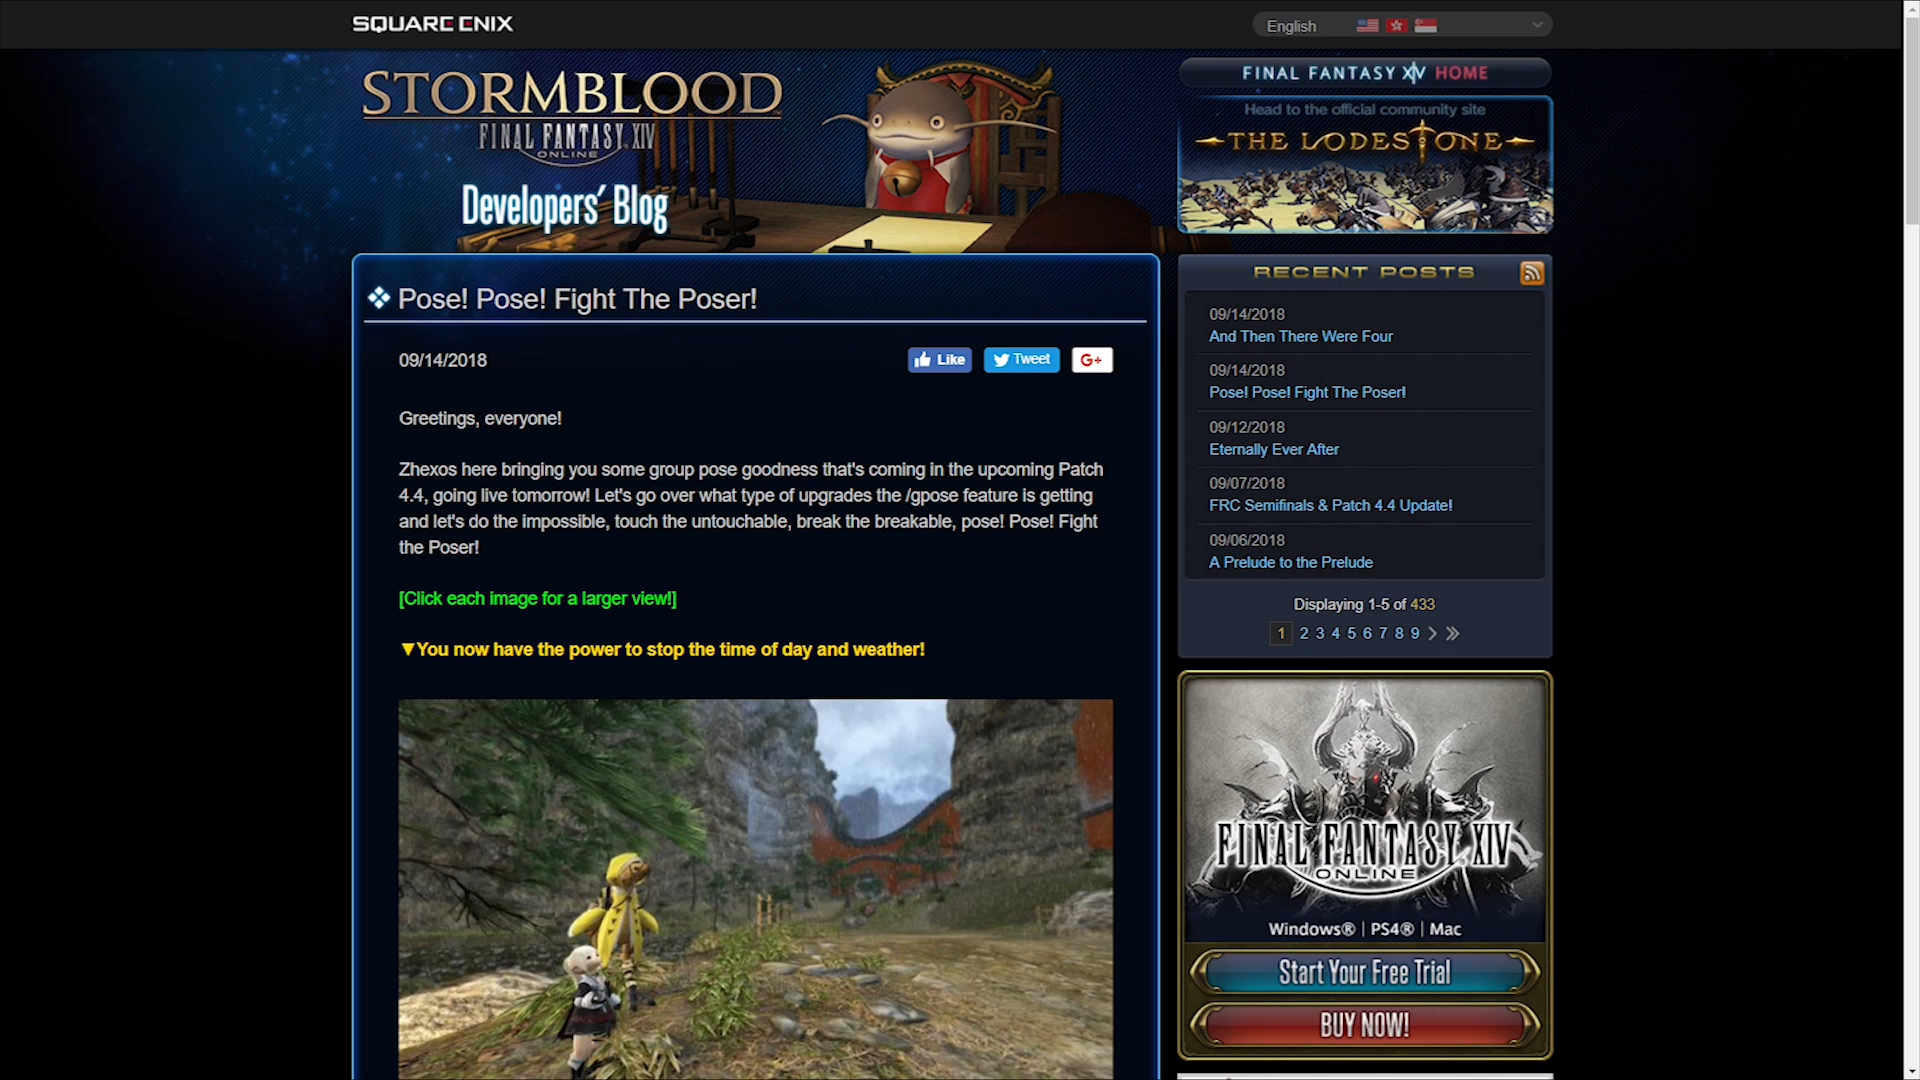 SQUARE ENIX
English
STORMBLOOD
FINAL FANTASY XIV
ONLINE
Developers' Blog
FINAL FANTASY XIV HOME
Head to the official community site
THE LODESTONE
Pose! Pose! Fight The Poser!
09/14/2018
Like
Tweet
G+
Greetings, everyone!
Zhexos here bringing you some group pose goodness that's coming in the upcoming Patch
4.4, going live tomorrow! Let's go over what type of upgrades the /gpose feature is getting
and let's do the impossible, touch the untouchable, break the breakable, pose! Pose! Fight
the Poser!
[Click each image for a larger view!]
▼You now have the power to stop the time of day and weather!
RECENT POSTS
09/14/2018
And Then There Were Four
09/14/2018
Pose! Pose! Fight The Poser!
09/12/2018
Eternally Ever After
09/07/2018
FRC Semifinals & Patch 4.4 Update!
09/06/2018
A Prelude to the Prelude
Displaying 1-5 of 433
1 2 3 4 5 6 7 8 9
FINAL FANTASY XIV
ONLINE
Windows® | PS4® | Mac
Start Your Free Trial
BUY NOW!